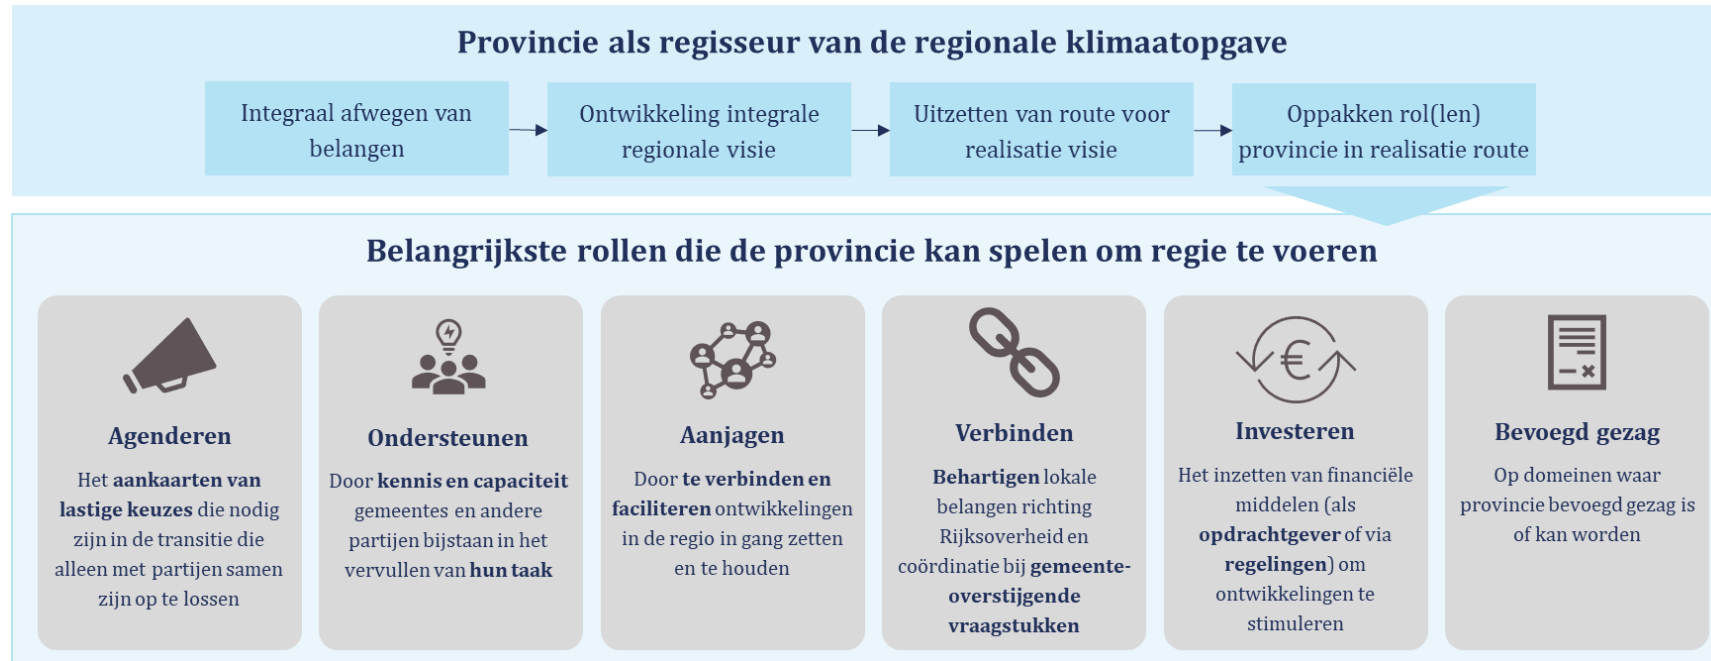 Provincie als regisseur van de regionale klimaatopgave
Integraal afwegen van
belangen
Ontwikkeling integrale
regionale visie
Uitzetten van route voor
realisatie visie
Oppakken rol(len)
provincie in realisatie route
Belangrijkste rollen die de provincie kan spelen om regie te voeren
Agenderen
Het aankaarten van
lastige keuzes die nodig
zijn in de transitie die
alleen met partijen samen
zijn op te lossen
Ondersteunen
Door kennis en capaciteit
gemeentes en andere
partijen bijstaan in het
vervullen van hun taak
Aanjagen
Door te verbinden en
faciliteren ontwikkelingen
in de regio in gang zetten
en te houden
Verbinden
Behartigen lokale
belangen richting
Rijksoverheid en
coördinatie bij gemeente-
overstijgende
vraagstukken
€
Investeren
Het inzetten van financiële
middelen (als
opdrachtgever of via
regelingen) om
ontwikkelingen te
stimuleren
Bevoegd gezag
Op domeinen waar
provincie bevoegd gezag is
of kan worden